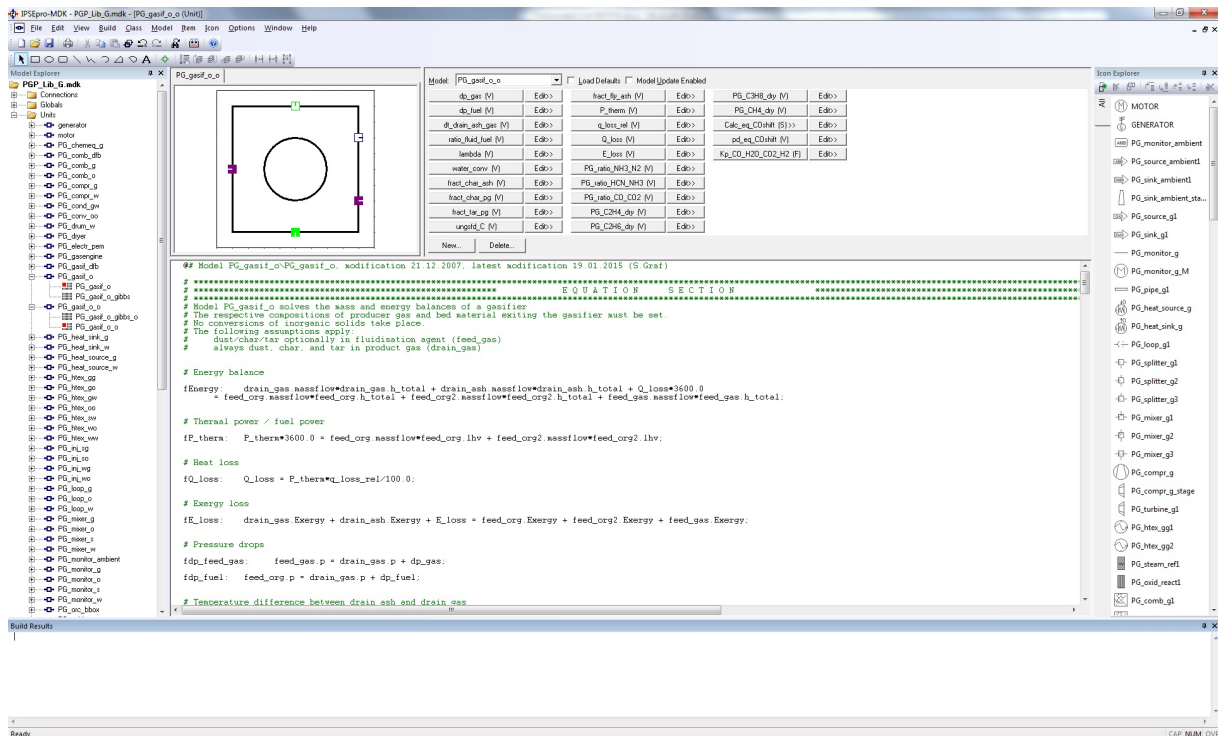 IPSEpro-MDK - PGP_Lib_G.mdk - [PG_gasif_o_o (Unit)]
File Edit View Build Class Model Item Icon Options Window Help
Model Explorer
PGP_Lib_G.mdk
Connections
Globals
Units
generator
motor
PG_chemeq_g
PG_comb_dfb
PG_comb_g
PG_comb_o
PG_compr_g
PG_compr_w
PG_cond_gw
PG_conv_oo
PG_drum_w
PG_dryer
PG_electr_pem
PG_gasengine
PG_gasif_dfb
PG_gasif_o
PG_gasif_o
PG_gasif_o_gibbs
PG_gasif_o_o
PG_gasif_o_gibbs_o
PG_gasif_o_o
PG_heat_sink_g
PG_heat_sink_w
PG_heat_source_g
PG_heat_source_w
PG_htex_gg
PG_htex_go
PG_htex_gw
PG_htex_oo
PG_htex_sw
PG_htex_wo
PG_htex_ww
PG_inj_sg
PG_inj_so
PG_inj_wg
PG_inj_wo
PG_loop_g
PG_loop_o
PG_loop_w
PG_mixer_g
PG_mixer_o
PG_mixer_s
PG_mixer_w
PG_monitor_ambient
PG_monitor_g
PG_monitor_o
PG_monitor_s
PG_monitor_w
PG_orc_bbox
PG_gasif_o_o
Model: PG_gasif_o_o Load Defaults Model Update Enabled
dp_gas (V) Edit>> fract_fly_ash (V) Edit>> PG_C3H8_dry (V) Edit>>
dp_fuel (V) Edit>> P_therm (V) Edit>> PG_CH4_dry (V) Edit>>
dt_drain_ash_gas (V) Edit>> q_loss_rel (V) Edit>> Calc_eq_COshift (S)>> Edit>>
ratio_fluid_fuel (V) Edit>> Q_loss (V) Edit>> pd_eq_COshift (V) Edit>>
lambda (V) Edit>> E_loss (V) Edit>> Kp_CO_H2O_CO2_H2 (F) Edit>>
water_conv (V) Edit>> PG_ratio_NH3_N2 (V) Edit>>
fract_char_ash (V) Edit>> PG_ratio_HCN_NH3 (V) Edit>>
fract_char_pg (V) Edit>> PG_ratio_CO_CO2 (V) Edit>>
fract_tar_pg (V) Edit>> PG_C2H4_dry (V) Edit>>
ungsfd_C (V) Edit>> PG_C2H6_dry (V) Edit>>
New... Delete...
@# Model PG_gasif_o\PG_gasif_o, modification 21.12.2007, latest modification 19.01.2015 (S.Graf)
E Q U A T I O N S E C T I O N
# Model PG_gasif_o solves the mass and energy balances of a gasifier
# The respective compositions of producer gas and bed material exiting the gasifier must be set.
# No conversions of inorganic solids take place.
# The following assumptions apply:
# dust/char/tar optionally in fluidisation agent (feed_gas)
# always dust, char, and tar in product gas (drain_gas)
# Energy balance
fEnergy: drain_gas.massflow*drain_gas.h_total + drain_ash.massflow*drain_ash.h_total + Q_loss*3600.0
= feed_org.massflow*feed_org.h_total + feed_org2.massflow*feed_org2.h_total + feed_gas.massflow*feed_gas.h_total;
# Thermal power / fuel power
fP_therm: P_therm*3600.0 = feed_org.massflow*feed_org.lhv + feed_org2.massflow*feed_org2.lhv;
# Heat loss
fQ_loss: Q_loss = P_therm*q_loss_rel/100.0;
# Exergy loss
fE_loss: drain_gas.Exergy + drain_ash.Exergy + E_loss = feed_org.Exergy + feed_org2.Exergy + feed_gas.Exergy;
# Pressure drops
fdp_feed_gas: feed_gas.p = drain_gas.p + dp_gas;
fdp_fuel: feed_org.p = drain_gas.p + dp_fuel;
# Temperature difference between drain ash and drain gas
Icon Explorer
All
MOTOR
GENERATOR
PG_monitor_ambient
PG_source_ambient1
PG_sink_ambient1
PG_sink_ambient_sta...
PG_source_g1
PG_sink_g1
PG_monitor_g
PG_monitor_g_M
PG_pipe_g1
PG_heat_source_g
PG_heat_sink_g
PG_loop_g1
PG_splitter_g1
PG_splitter_g2
PG_splitter_g3
PG_mixer_g1
PG_mixer_g2
PG_mixer_g3
PG_compr_g
PG_compr_g_stage
PG_turbine_g1
PG_htex_gg1
PG_htex_gg2
PG_steam_ref1
PG_oxid_react1
PG_comb_g1
Build Results
Ready
CAP NUM OVR